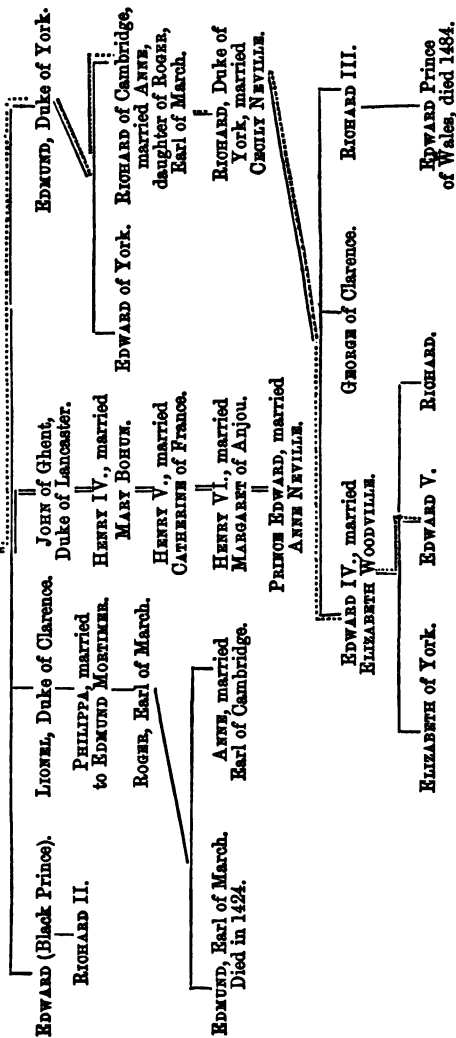 EDWARD (Black Prince).
RICHARD II.
LIONEL, Duke of Clarence.
PHILIPPA, married
to EDMUND MORTIMER.
ROGER, Earl of March.
EDMUND, Earl of March.
Died in 1424.
ANNE, married
Earl of Cambridge.
JOHN of Ghent,
Duke of Lancaster.
HENRY IV., married
MARY BOHUN.
HENRY V., married
CATHERINE of France.
HENRY VI., married
MARGARET of Anjou.
PRINCE EDWARD, married
ANNE NEVILLE.
EDMUND, Duke of York.
EDWARD of York.
RICHARD of Cambridge,
married ANNE,
daughter of ROGER,
Earl of March.
RICHARD, Duke of
York, married
CECILY NEVILLE.
EDWARD IV., married
ELIZABETH WOODVILLE.
GEORGE of Clarence.
RICHARD III.
ELIZABETH of York.
EDWARD V.
RICHARD.
EDWARD Prince
of Wales, died 1484.